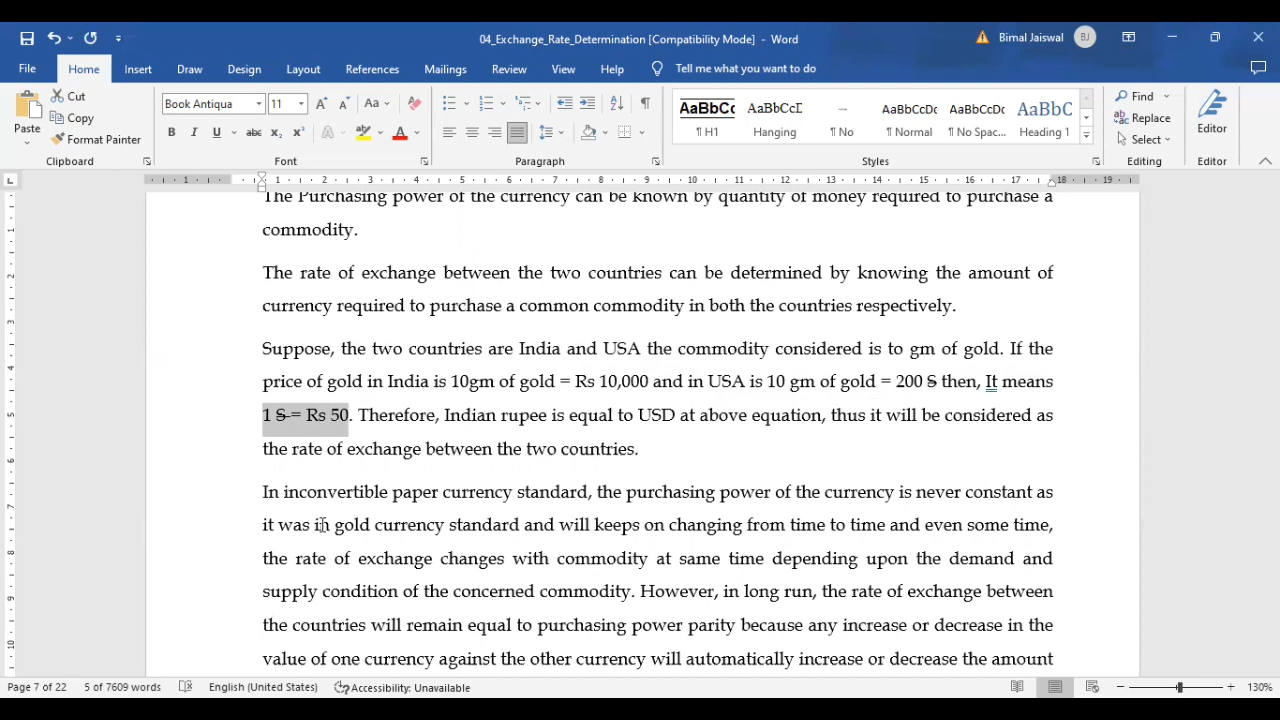 04_Exchange_Rate_Determination [Compatibility Mode] - Word
Bimal Jaiswal BJ
File Home Insert Draw Design Layout References Mailings Review View Help Tell me what you want to do
Paste
Cut
Copy
Format Painter
Clipboard
Book Antiqua 11
Font
Paragraph
AaBbCc AaBbCcD AaBbCcDc AaBbCcDc AaBbC
¶ H1 Hanging ¶ No ¶ Normal ¶ No Spac... Heading 1
Styles
Find
Replace
Select
Editing
Editor
Editor
The Purchasing power of the currency can be known by quantity of money required to purchase a
commodity.
The rate of exchange between the two countries can be determined by knowing the amount of
currency required to purchase a common commodity in both the countries respectively.
Suppose, the two countries are India and USA the commodity considered is to gm of gold. If the
price of gold in India is 10gm of gold = Rs 10,000 and in USA is 10 gm of gold = 200 S then, It means
1 S = Rs 50. Therefore, Indian rupee is equal to USD at above equation, thus it will be considered as
the rate of exchange between the two countries.
In inconvertible paper currency standard, the purchasing power of the currency is never constant as
it was in gold currency standard and will keeps on changing from time to time and even some time,
the rate of exchange changes with commodity at same time depending upon the demand and
supply condition of the concerned commodity. However, in long run, the rate of exchange between
the countries will remain equal to purchasing power parity because any increase or decrease in the
value of one currency against the other currency will automatically increase or decrease the amount
Page 7 of 22 5 of 7609 words English (United States) Accessibility: Unavailable 130%